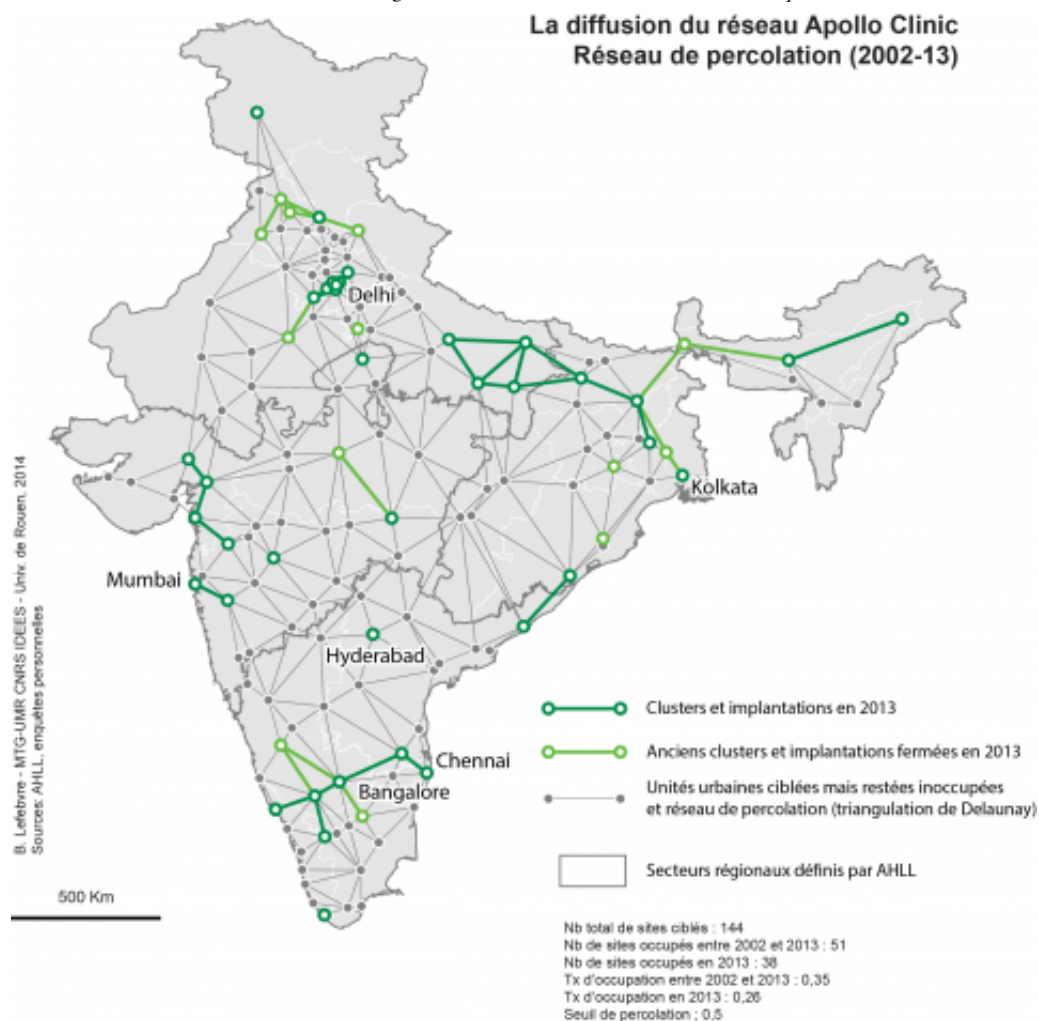 La diffusion du réseau Apollo Clinic
Réseau de percolation (2002-13)
Delhi
Kolkata
Mumbai
Hyderabad
Chennai
Bangalore
B. Lefebvre - MTG-UMR CNRS IDEES - Univ. de Rouen, 2014
Sources: AHLL, enquêtes personnelles
500 Km
Clusters et implantations en 2013
Anciens clusters et implantations fermées en 2013
Unités urbaines ciblées mais restées inoccupées
et réseau de percolation (triangulation de Delaunay)
Secteurs régionaux définis par AHLL
Nb total de sites ciblés : 144
Nb de sites occupés entre 2002 et 2013 : 51
Nb de sites occupés en 2013 : 38
Tx d'occupation entre 2002 et 2013 : 0,35
Tx d'occupation en 2013 : 0,26
Seuil de percolation ; 0,5